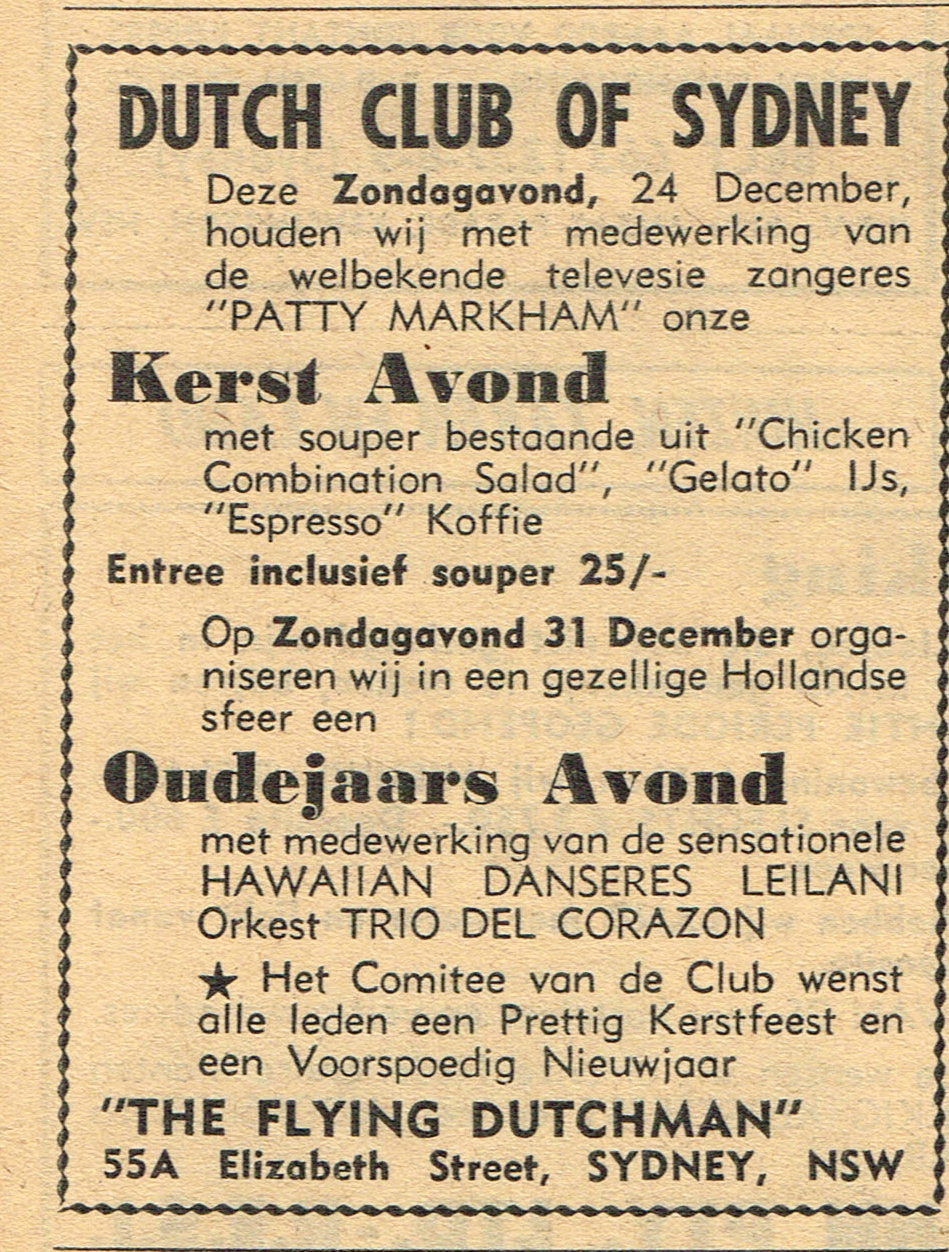 DUTCH CLUB OF SYDNEY
Deze Zondagavond, 24 December,
houden wij met medewerking van
de welbekende televesie zangeres
"PATTY MARKHAM" onze
Kerst Avond
met souper bestaande uit "Chicken
Combination Salad", "Gelato" IJs,
"Espresso" Koffie
Entree inclusief souper 25/-
Op Zondagavond 31 December orga-
niseren wij in een gezellige Hollandse
sfeer een
Oudejaars Avond
met medewerking van de sensationele
HAWAIIAN DANSERES LEILANI
Orkest TRIO DEL CORAZON
★ Het Comitee van de Club wenst
alle leden een Prettig Kerstfeest en
een Voorspoedig Nieuwjaar
"THE FLYING DUTCHMAN"
55A Elizabeth Street, SYDNEY, NSW